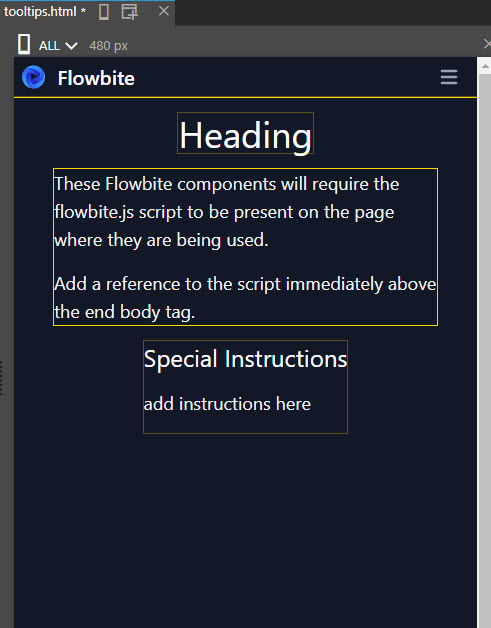 tooltips.html *
ALL 480 px
Flowbite
Heading
These Flowbite components will require the
flowbite.js script to be present on the page
where they are being used.
Add a reference to the script immediately above
the end body tag.
Special Instructions
add instructions here